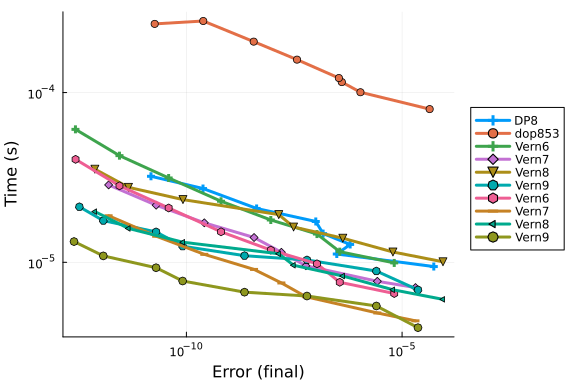 Time (s)
10⁻⁴
10⁻⁵
10⁻¹⁰
10⁻⁵
Error (final)
DP8
dop853
Vern6
Vern7
Vern8
Vern9
Vern6
Vern7
Vern8
Vern9